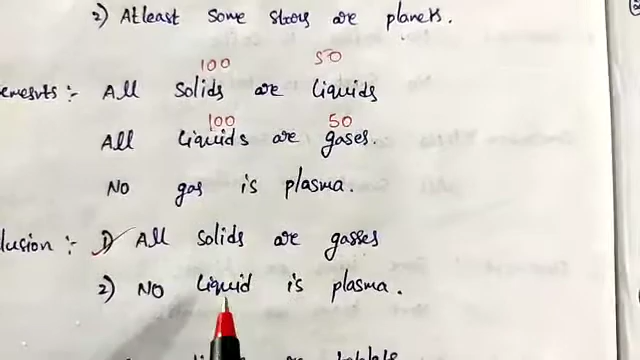 2) Atleast some stars are planets.
100 50
ements :- All Solids are liquids
100 50
All liquids are gases.
No gas is plasma.
lusion :- 1) All solids are gasses
2) No liquid is plasma.